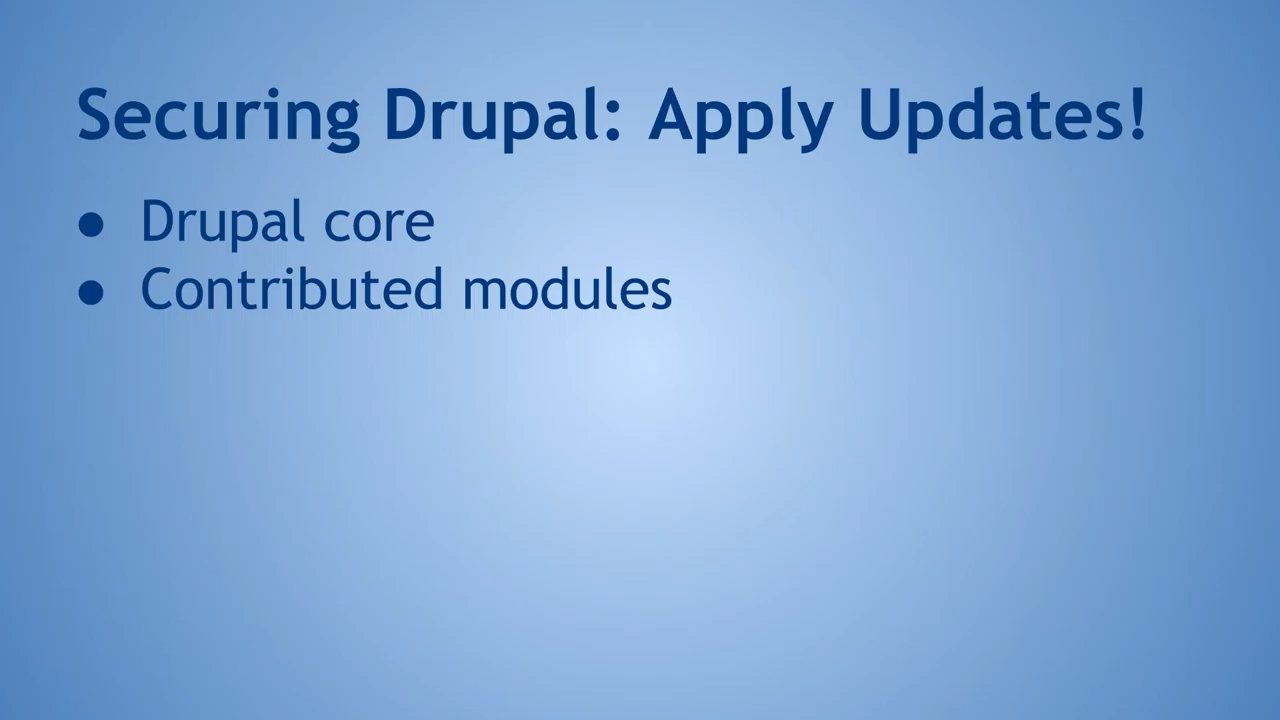 Securing Drupal: Apply Updates!
● Drupal core
● Contributed modules